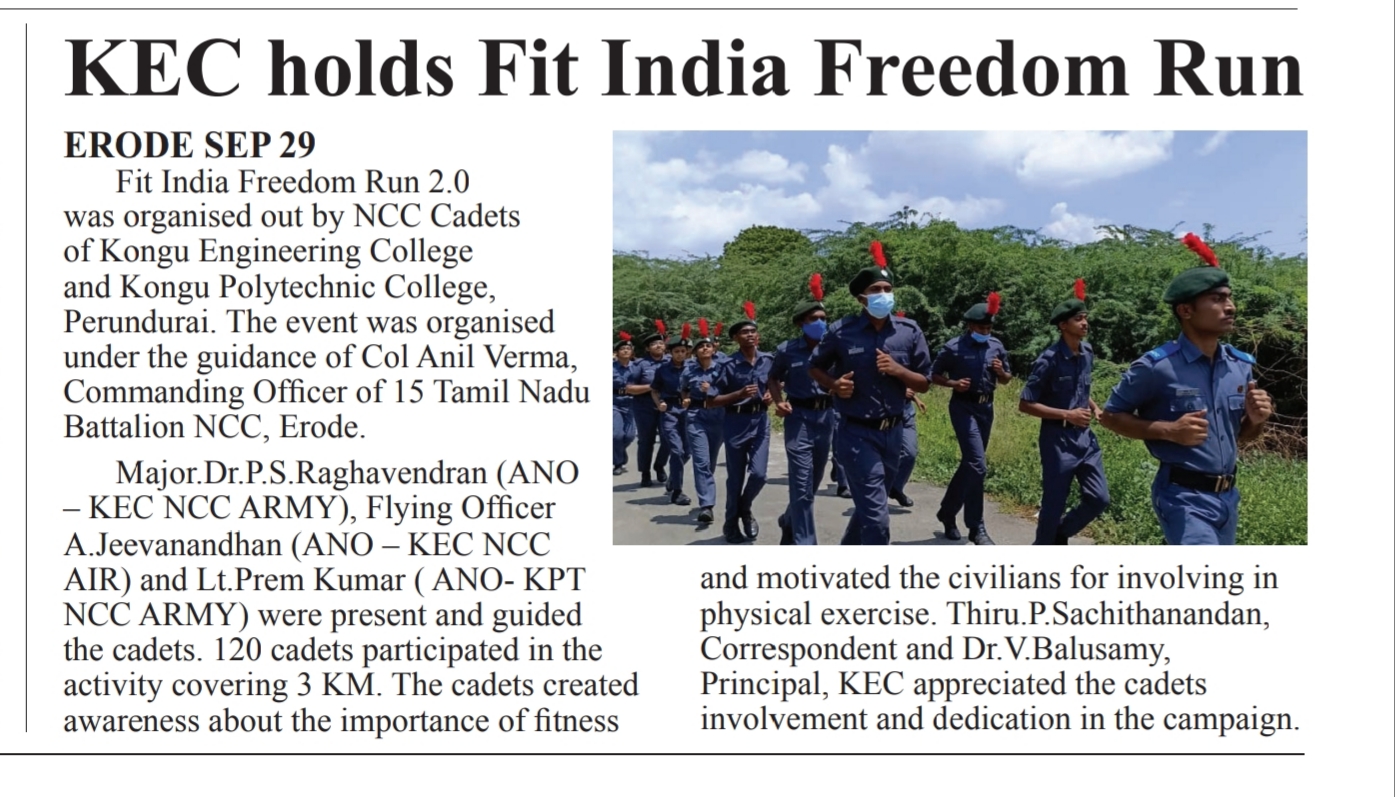 KEC holds Fit India Freedom Run
ERODE SEP 29
Fit India Freedom Run 2.0
was organised out by NCC Cadets
of Kongu Engineering College
and Kongu Polytechnic College,
Perundurai. The event was organised
under the guidance of Col Anil Verma,
Commanding Officer of 15 Tamil Nadu
Battalion NCC, Erode.
Major.Dr.P.S.Raghavendran (ANO
– KEC NCC ARMY), Flying Officer
A.Jeevanandhan (ANO – KEC NCC
AIR) and Lt.Prem Kumar ( ANO- KPT
NCC ARMY) were present and guided
the cadets. 120 cadets participated in the
activity covering 3 KM. The cadets created
awareness about the importance of fitness
and motivated the civilians for involving in
physical exercise. Thiru.P.Sachithanandan,
Correspondent and Dr.V.Balusamy,
Principal, KEC appreciated the cadets
involvement and dedication in the campaign.